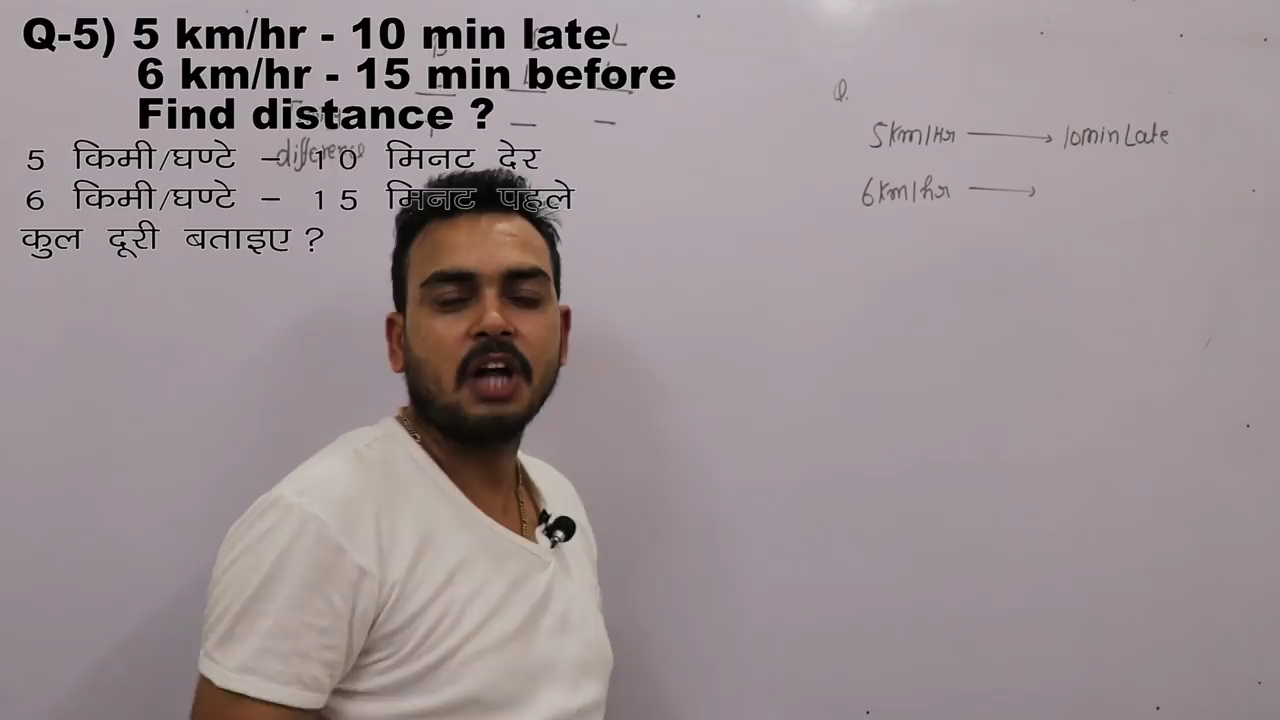 Q-5) 5 km/hr - 10 min late
6 km/hr - 15 min before
Find distance ?
5 किमी/घण्टे – 10 मिनट देर
6 किमी/घण्टे – 15 मिनट पहले
कुल दूरी बताइए ?
difference
L
Q.
5km/Hr → 10min Late
6km/hr →